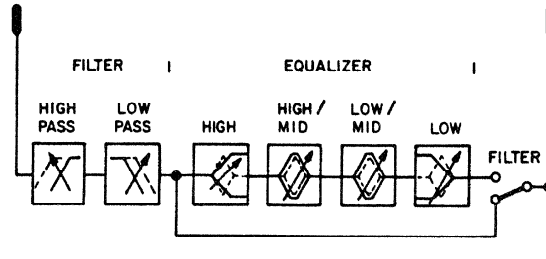 FILTER
EQUALIZER
HIGH
PASS
LOW
PASS
HIGH
HIGH /
MID
LOW /
MID
LOW
FILTER